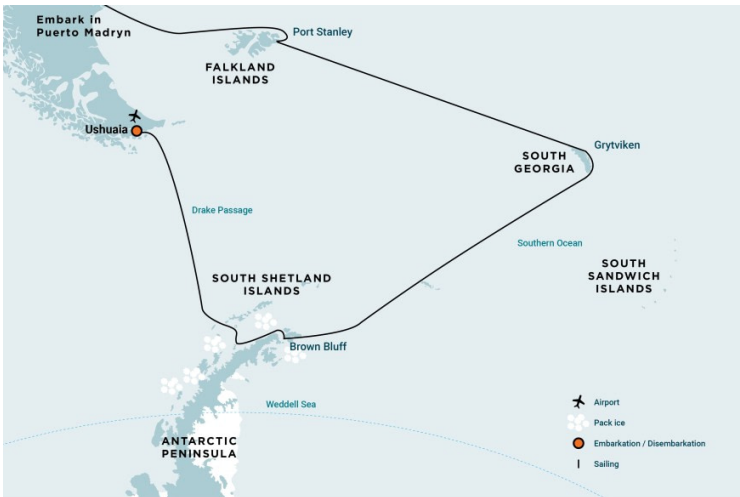 Embark in
Puerto Madryn
Port Stanley
FALKLAND
ISLANDS
Ushuaia
Grytviken
SOUTH
GEORGIA
Drake Passage
Southern Ocean
SOUTH
SANDWICH
ISLANDS
SOUTH SHETLAND
ISLANDS
Brown Bluff
Weddell Sea
ANTARCTIC
PENINSULA
Airport
Pack ice
Embarkation / Disembarkation
Sailing